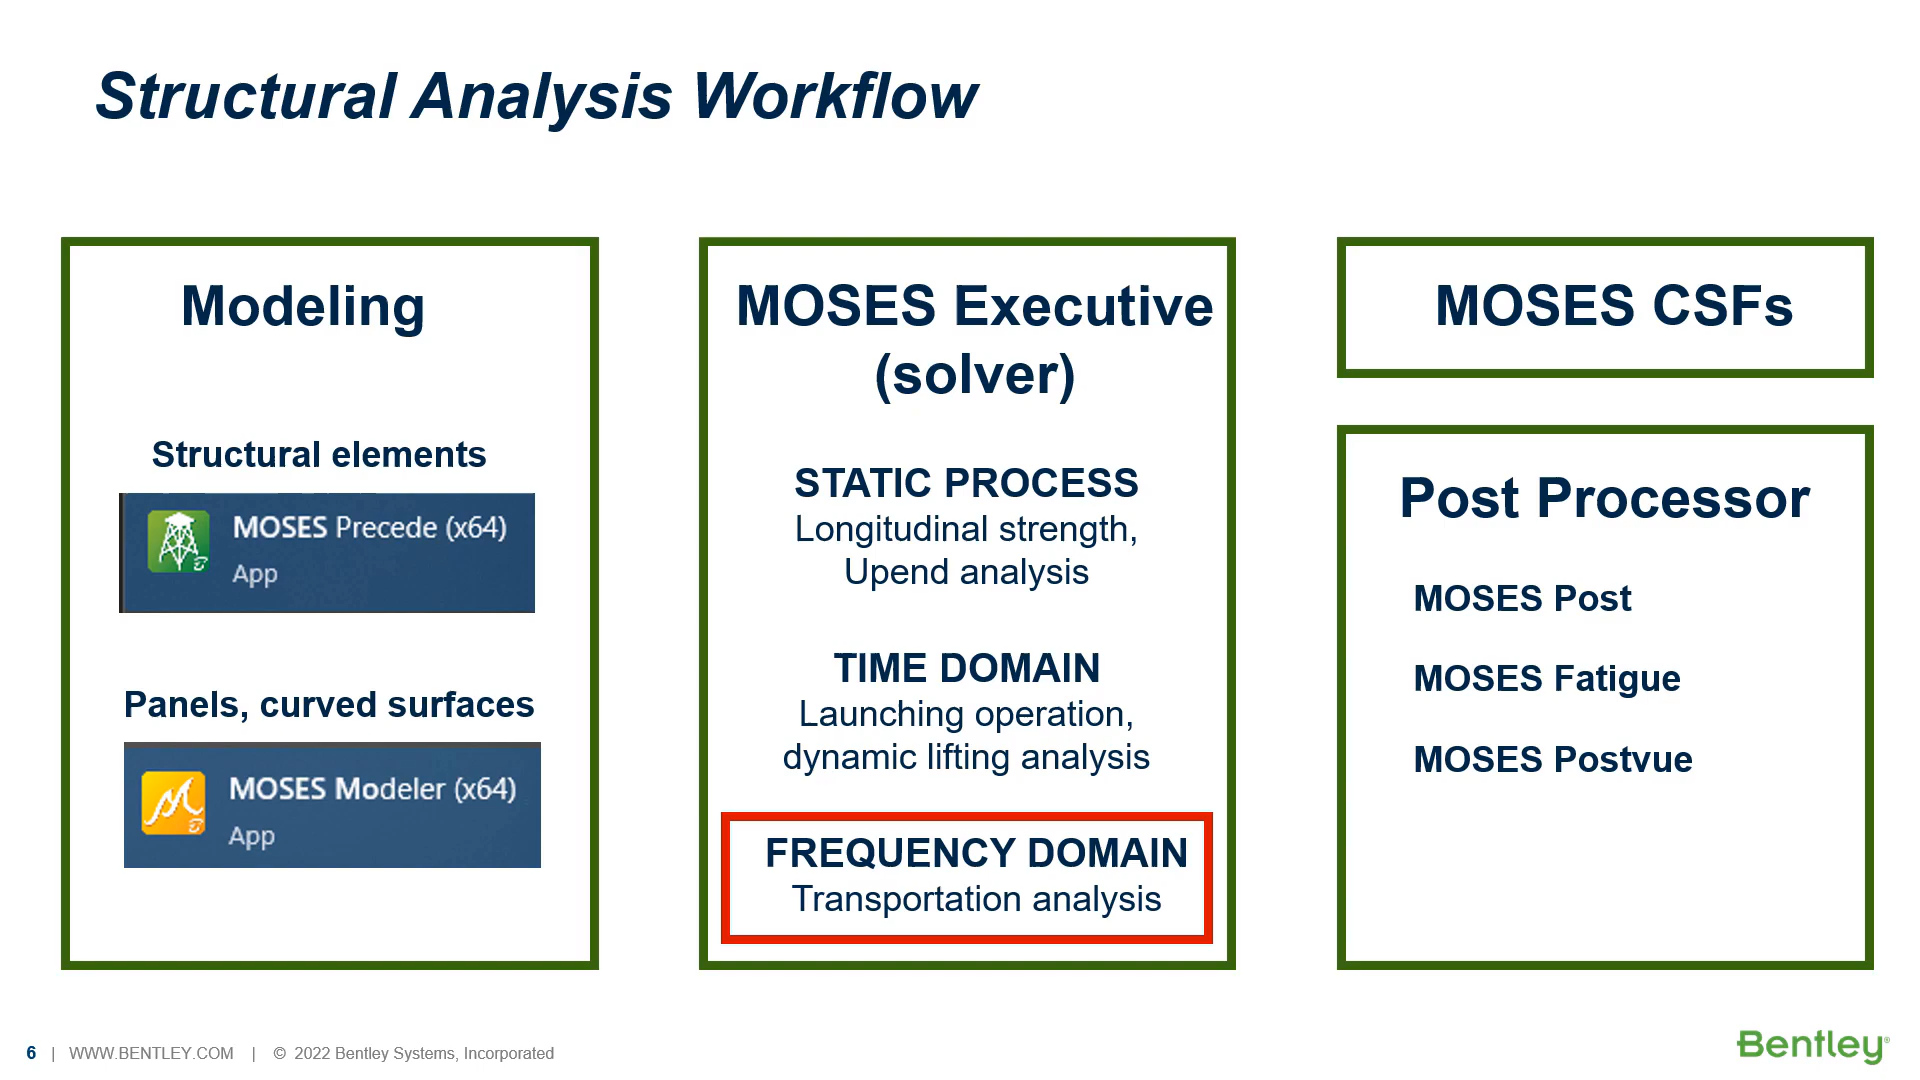 Structural Analysis Workflow
Modeling
Structural elements
MOSES Precede (x64)
App
Panels, curved surfaces
MOSES Modeler (x64)
App
MOSES Executive
(solver)
STATIC PROCESS
Longitudinal strength,
Upend analysis
TIME DOMAIN
Launching operation,
dynamic lifting analysis
FREQUENCY DOMAIN
Transportation analysis
MOSES CSFs
Post Processor
MOSES Post
MOSES Fatigue
MOSES Postvue
6 | WWW.BENTLEY.COM | © 2022 Bentley Systems, Incorporated
Bentley®